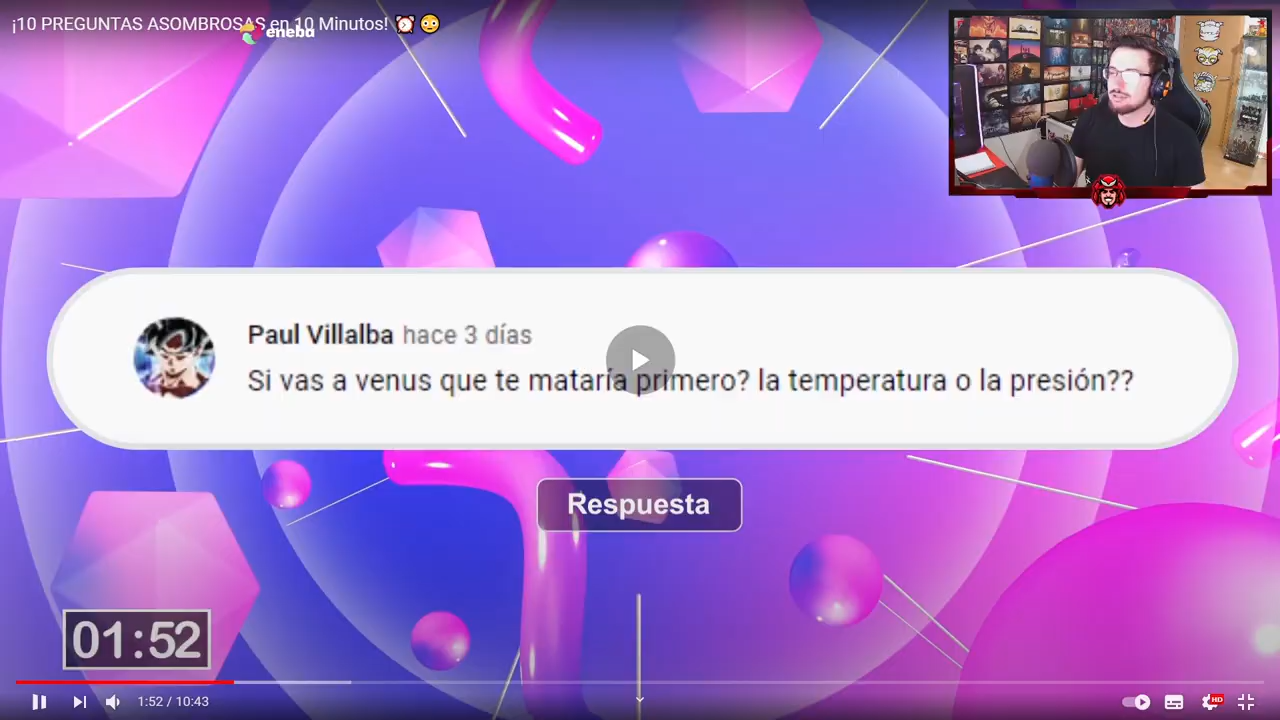 ¡10 PREGUNTAS ASOMBROSAS en 10 Minutos! ⏰😳
eneba
Paul Villalba hace 3 días
Si vas a venus que te mataría primero? la temperatura o la presión??
Respuesta
01:52
1:52 / 10:43
HD